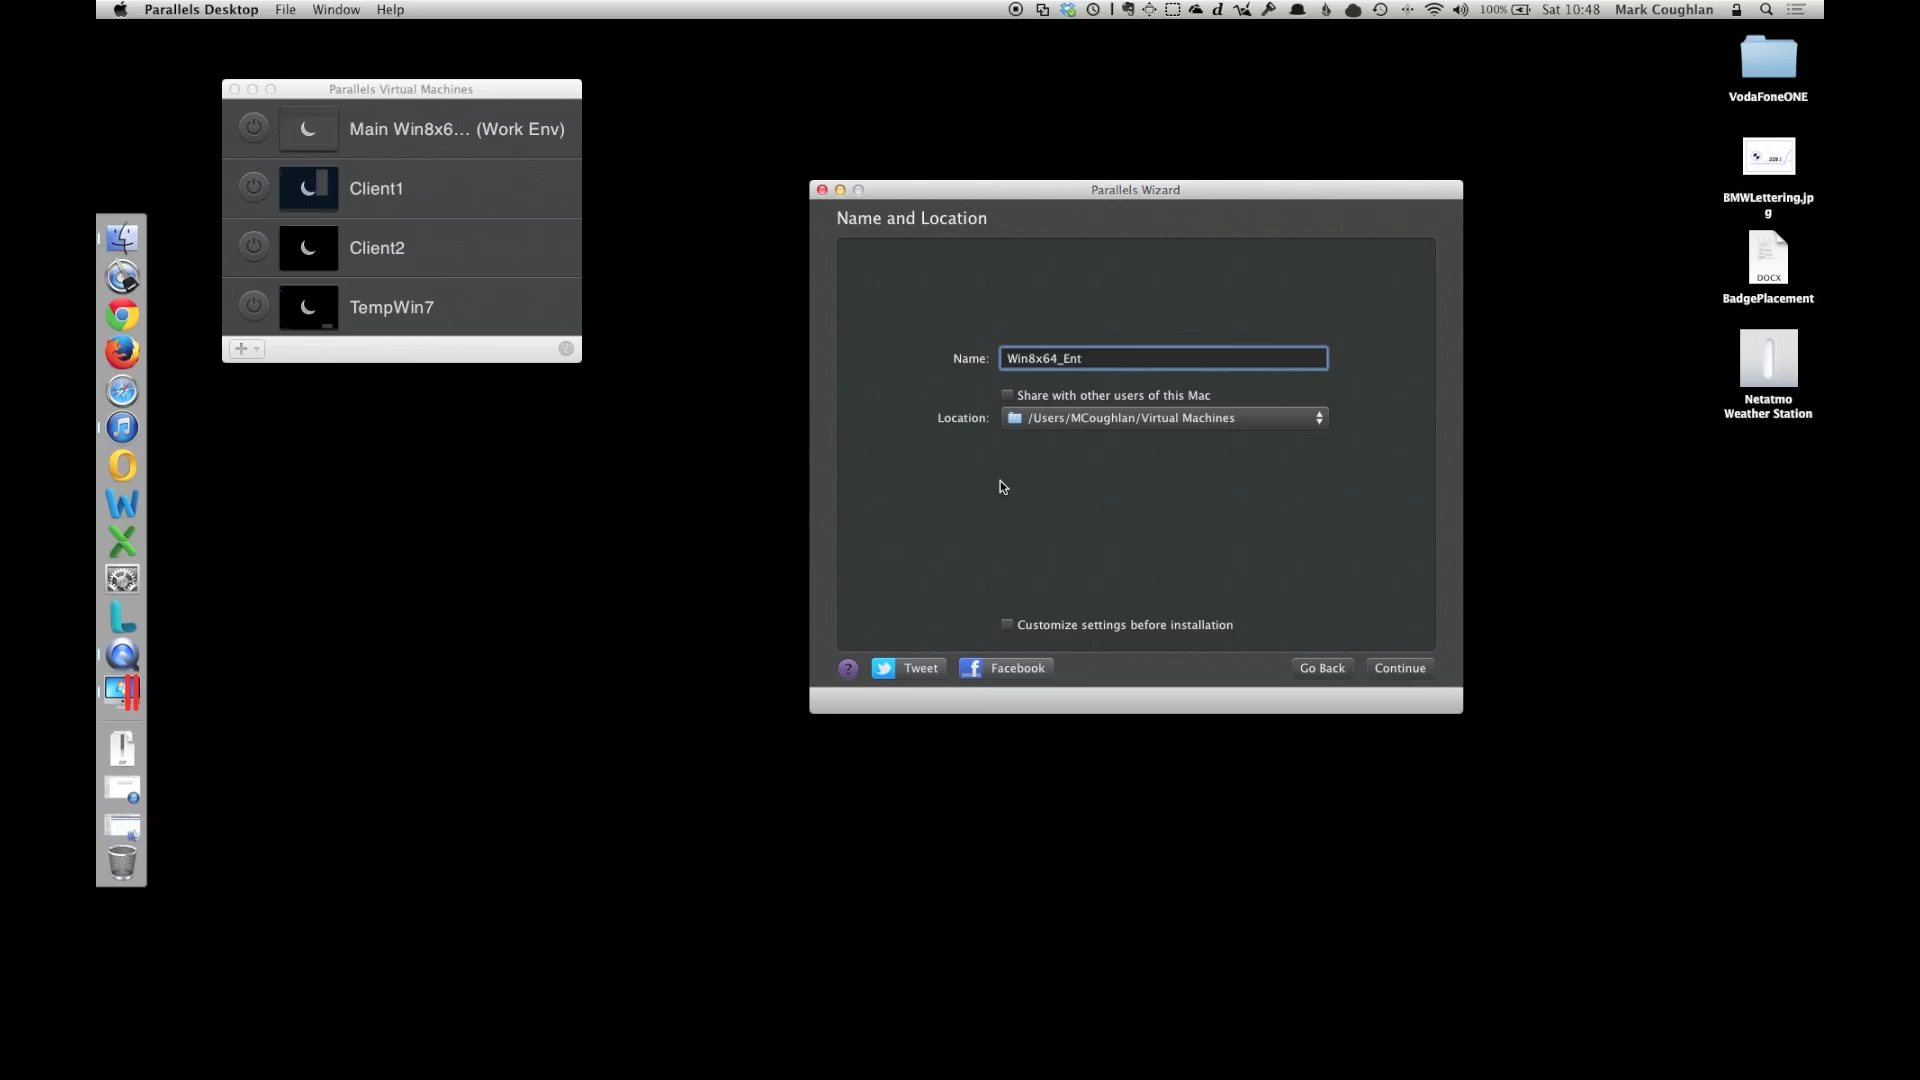 Parallels Desktop File Window Help
100% Sat 10:48 Mark Coughlan
Parallels Virtual Machines
Main Win8x6... (Work Env)
Client1
Client2
TempWin7
Parallels Wizard
Name and Location
Name: Win8x64_Ent
Share with other users of this Mac
Location: /Users/MCoughlan/Virtual Machines
Customize settings before installation
? Tweet f Facebook Go Back Continue
VodaFoneONE
BMWLettering.jp
g
DOCX
BadgePlacement
Netatmo
Weather Station
ZIP